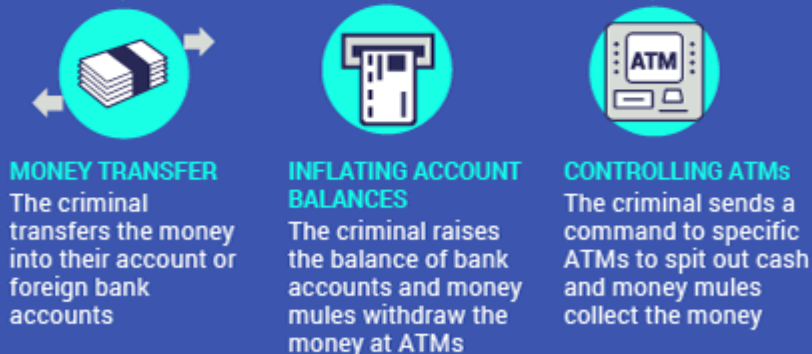 ATM
MONEY TRANSFER
The criminal
transfers the money
into their account or
foreign bank
accounts
INFLATING ACCOUNT
BALANCES
The criminal raises
the balance of bank
accounts and money
mules withdraw the
money at ATMs
CONTROLLING ATMs
The criminal sends a
command to specific
ATMs to spit out cash
and money mules
collect the money